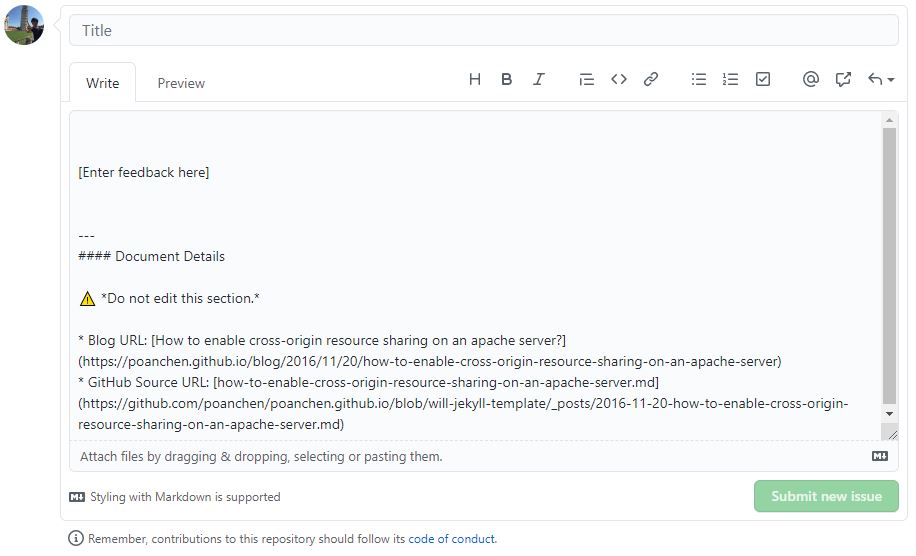 Title
Write Preview
[Enter feedback here]
---
#### Document Details
⚠ *Do not edit this section.*
* Blog URL: [How to enable cross-origin resource sharing on an apache server?]
(https://poanchen.github.io/blog/2016/11/20/how-to-enable-cross-origin-resource-sharing-on-an-apache-server)
* GitHub Source URL: [how-to-enable-cross-origin-resource-sharing-on-an-apache-server.md]
(https://github.com/poanchen/poanchen.github.io/blob/will-jekyll-template/_posts/2016-11-20-how-to-enable-cross-origin-
resource-sharing-on-an-apache-server.md)
Attach files by dragging & dropping, selecting or pasting them.
Styling with Markdown is supported
Submit new issue
Remember, contributions to this repository should follow its code of conduct.